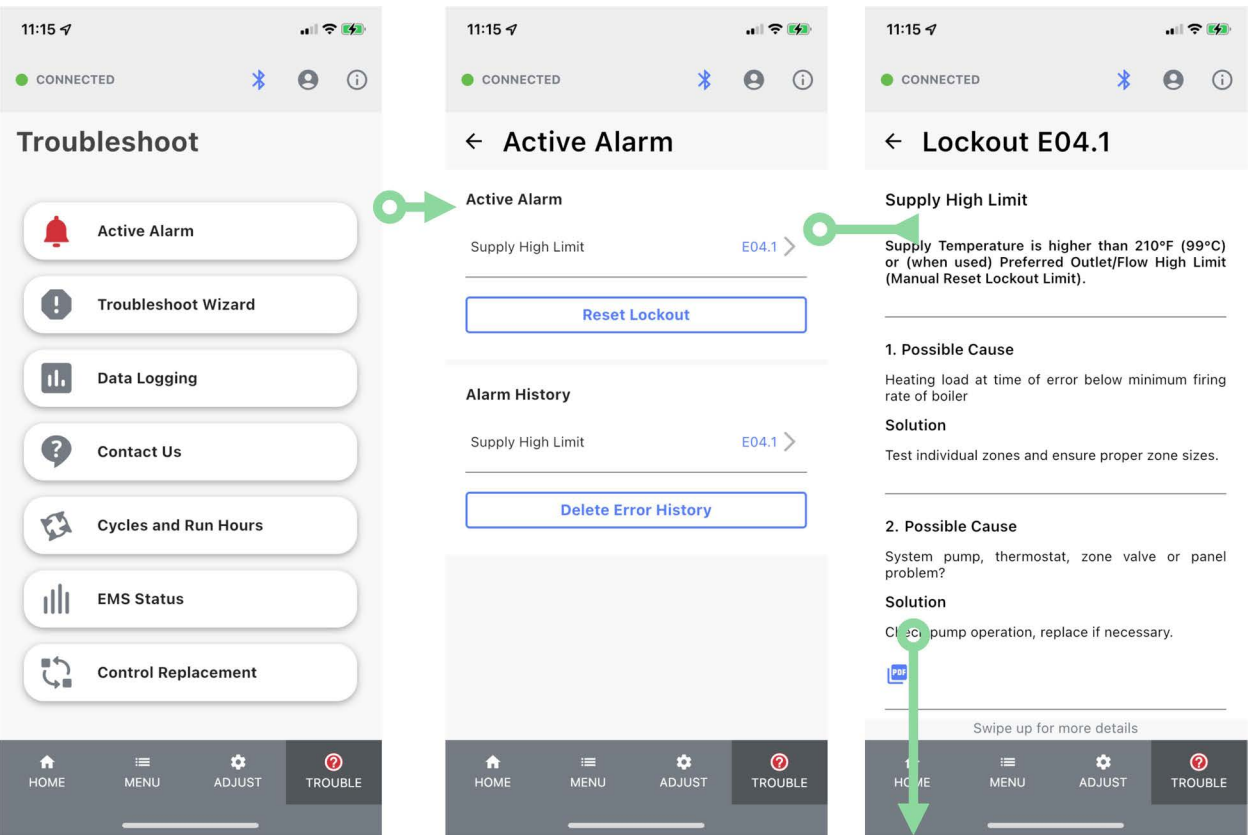 11:15
CONNECTED
Troubleshoot
Active Alarm
Troubleshoot Wizard
Data Logging
Contact Us
Cycles and Run Hours
EMS Status
Control Replacement
HOME
MENU
ADJUST
TROUBLE
11:15
CONNECTED
Active Alarm
Active Alarm
Supply High Limit E04.1
Reset Lockout
Alarm History
Supply High Limit E04.1
Delete Error History
HOME
MENU
ADJUST
TROUBLE
11:15
CONNECTED
Lockout E04.1
Supply High Limit
Supply Temperature is higher than 210°F (99°C)
or (when used) Preferred Outlet/Flow High Limit
(Manual Reset Lockout Limit).
1. Possible Cause
Heating load at time of error below minimum firing
rate of boiler
Solution
Test individual zones and ensure proper zone sizes.
2. Possible Cause
System pump, thermostat, zone valve or panel
problem?
Solution
Check pump operation, replace if necessary.
PDF
Swipe up for more details
HOME
MENU
ADJUST
TROUBLE